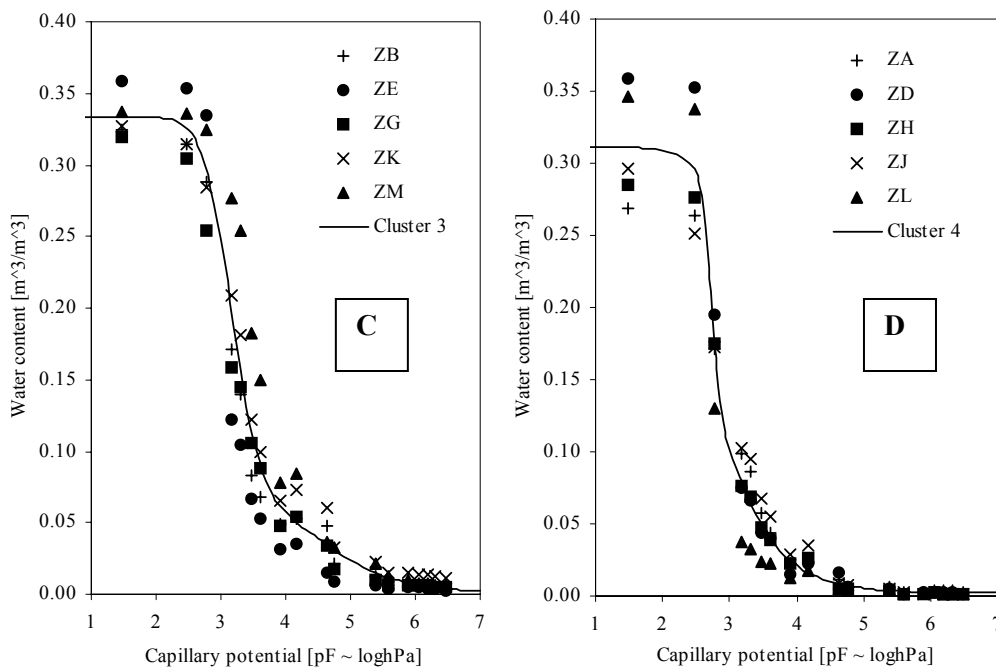 0.40
0.35
0.30
0.25
0.20
0.15
0.10
0.05
0.00
Water content [m^3/m^3]
1 2 3 4 5 6 7
Capillary potential [pF ~ loghPa]
ZB
ZE
ZG
ZK
ZM
Cluster 3
C
0.40
0.35
0.30
0.25
0.20
0.15
0.10
0.05
0.00
Water content [m^3/m^3]
1 2 3 4 5 6 7
Capillary potential [pF ~ loghPa]
ZA
ZD
ZH
ZJ
ZL
Cluster 4
D